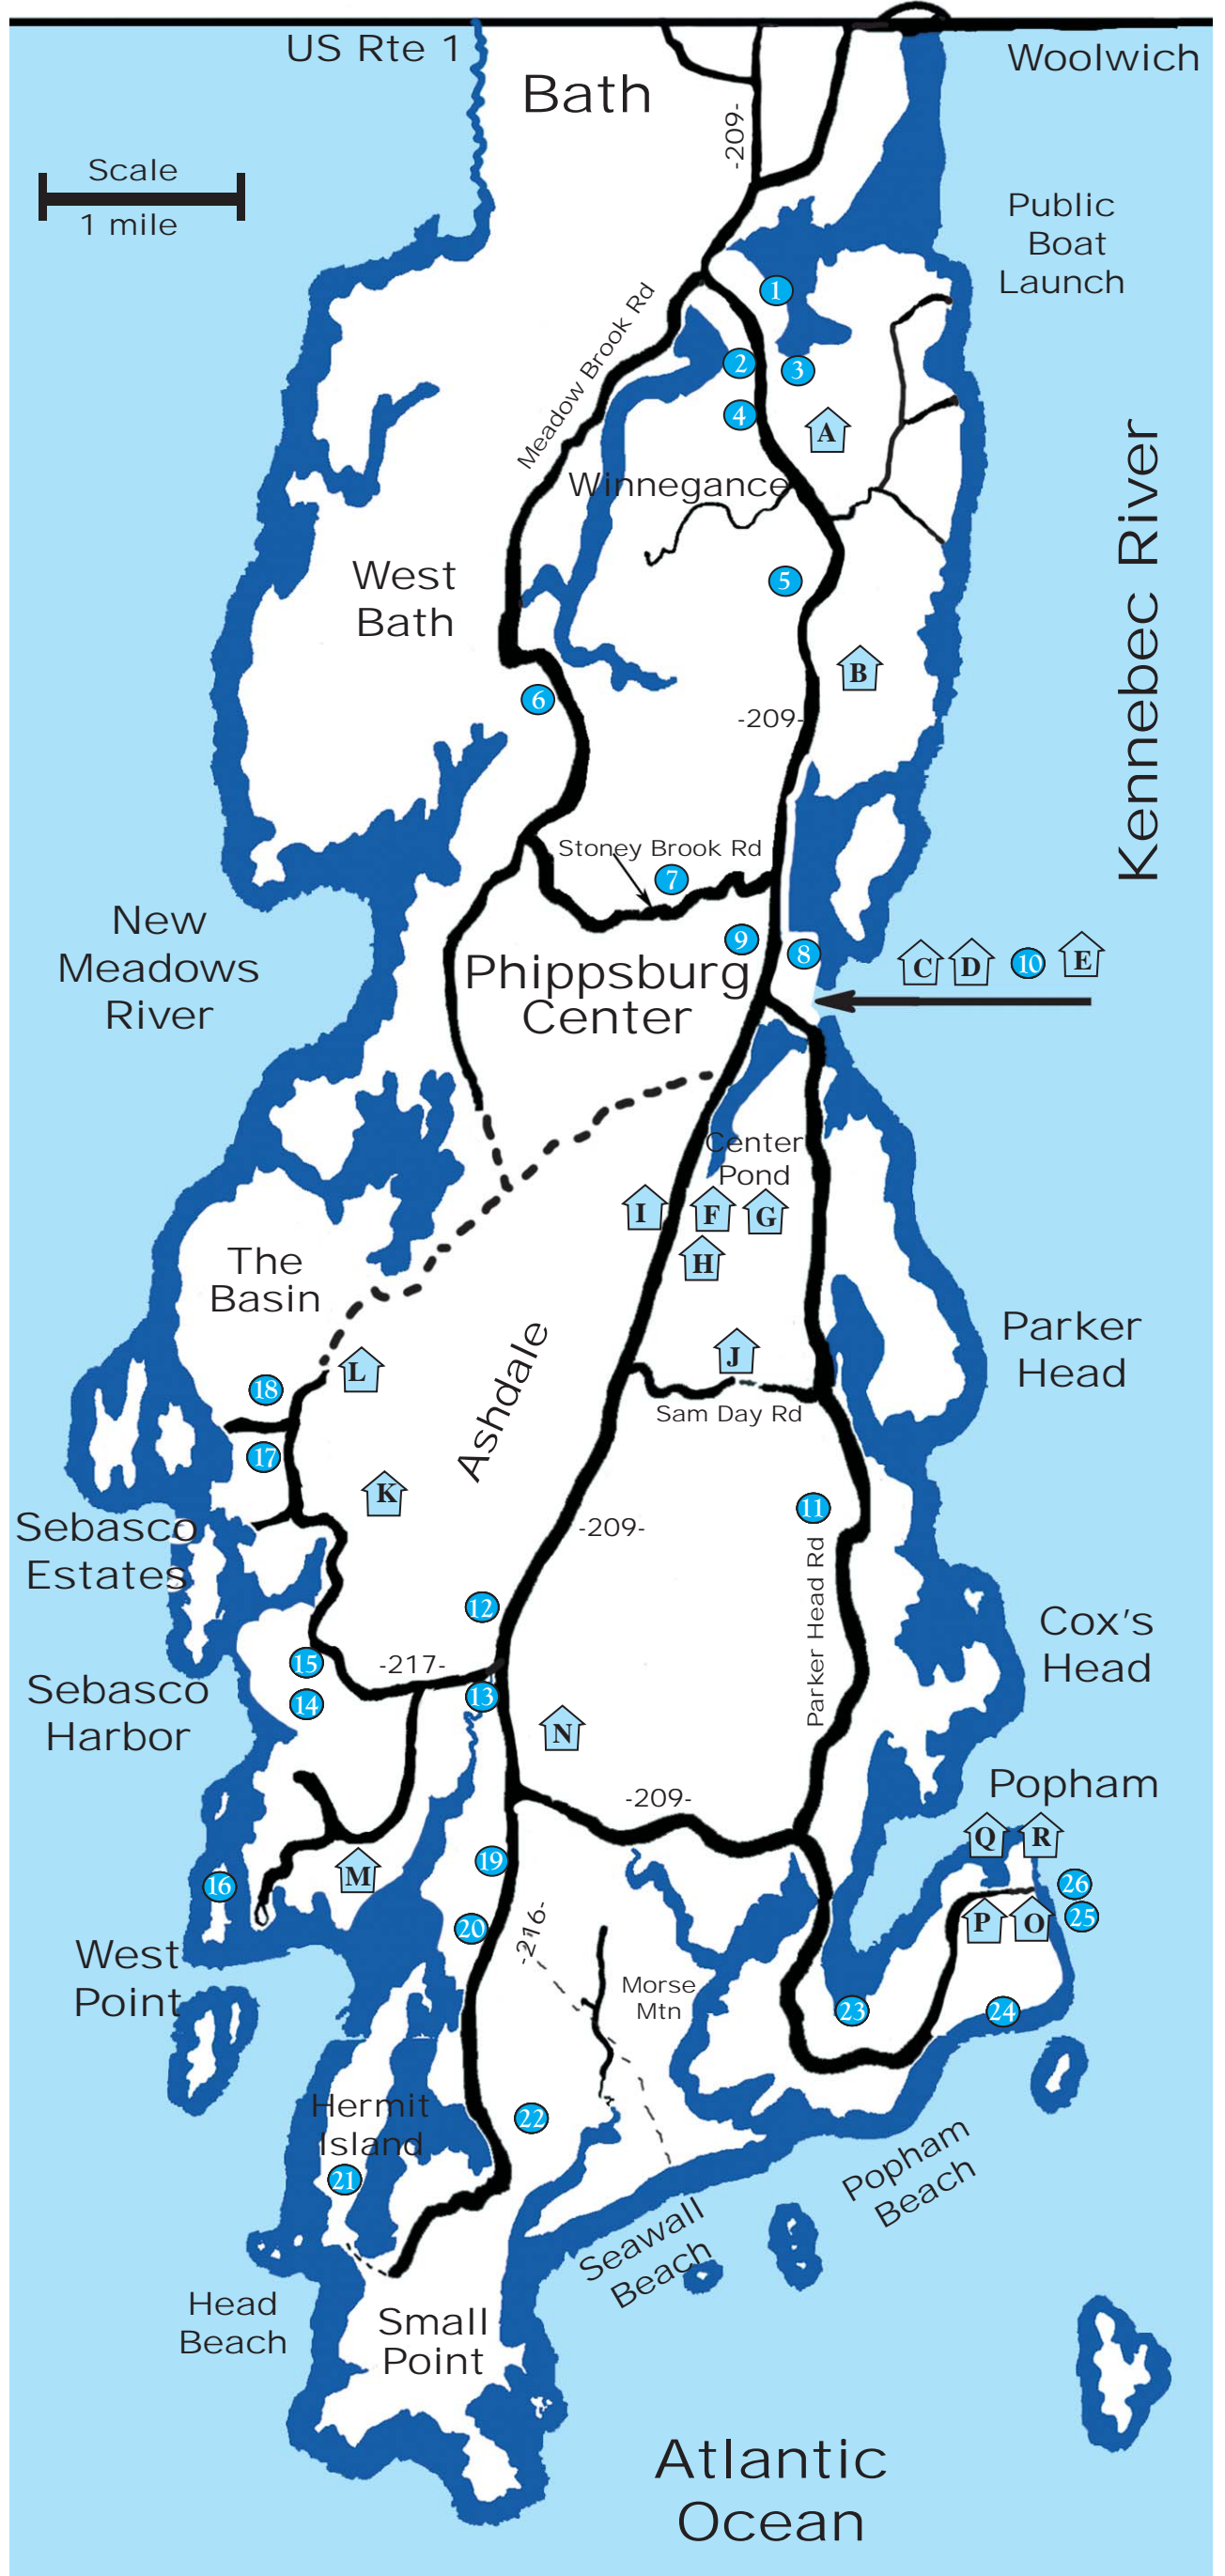 US Rte 1
Woolwich
Bath
-209-
Scale
1 mile
Public
Boat
Launch
1
Meadow Brook Rd
2
3
4
A
Kennebec River
Winnegance
West
Bath
5
B
6
-209-
Stoney Brook Rd
7
New
Meadows
River
9
8
C D 10 E
Phippsburg
Center
Center
Pond
I F G
H
The
Basin
Parker
Head
J
L
Ashdale
18
Sam Day Rd
17
K
11
Sebasco
Estates
-209-
Parker Head Rd
12
Cox's
Head
15
-217-
Sebasco
Harbor
14
13
N
Popham
-209-
Q R
19
M
16
26
P O 25
20
-216-
West
Point
Morse
Mtn
23
24
Hermit
Island
22
21
Popham
Beach
Seawall
Beach
Head
Beach
Small
Point
Atlantic
Ocean